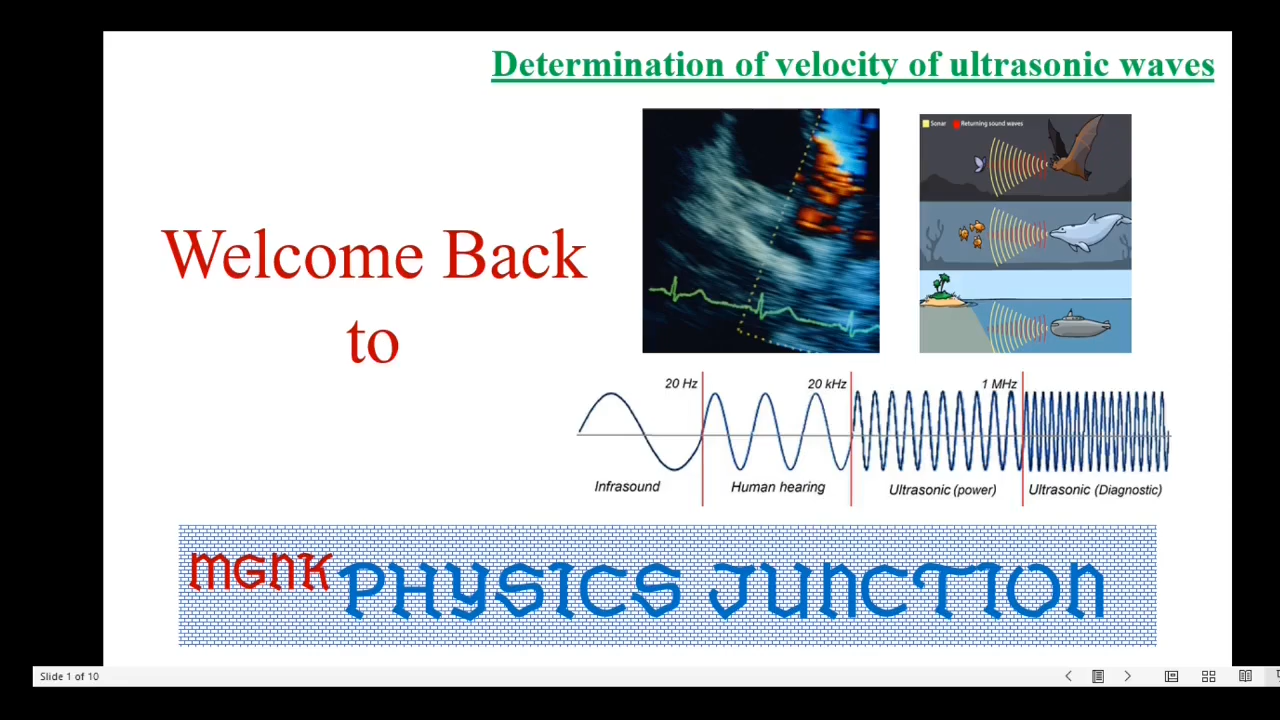 Determination of velocity of ultrasonic waves
Sonar Returning sound waves
Welcome Back
to
20 Hz 20 kHz 1 MHz
Infrasound Human hearing Ultrasonic (power) Ultrasonic (Diagnostic)
MGNK PHYSICS JUNCTION
Slide 1 of 10